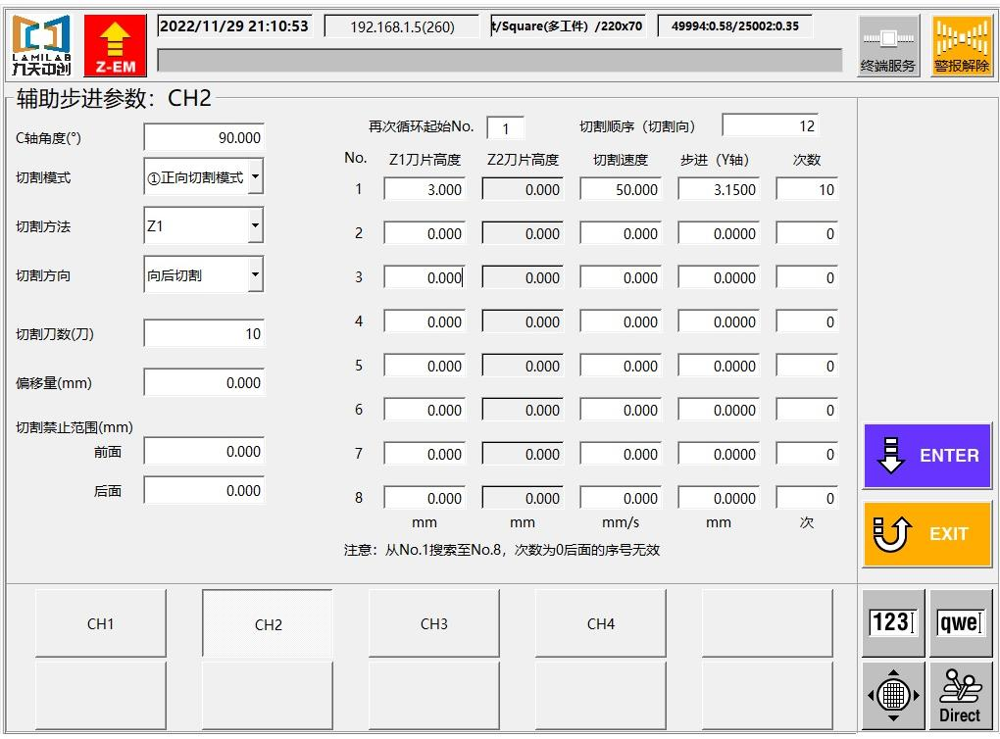 LAMILAB
九天中创
Z-EM
2022/11/29 21:10:53
192.168.1.5(260)
t/Square(多工件) /220x70
49994:0.58/25002:0.35
终端服务
警报解除
辅助步进参数：CH2
C轴角度(°) 90.000
切割模式 ①正向切割模式
切割方法 Z1
切割方向 向后切割
切割刀数(刀) 10
偏移量(mm) 0.000
切割禁止范围(mm)
前面 0.000
后面 0.000
再次循环起始No. 1 切割顺序（切割向） 12
No. Z1刀片高度 Z2刀片高度 切割速度 步进（Y轴） 次数
1 3.000 0.000 50.000 3.1500 10
2 0.000 0.000 0.000 0.0000 0
3 0.000 0.000 0.000 0.0000 0
4 0.000 0.000 0.000 0.0000 0
5 0.000 0.000 0.000 0.0000 0
6 0.000 0.000 0.000 0.0000 0
7 0.000 0.000 0.000 0.0000 0
8 0.000 0.000 0.000 0.0000 0
mm mm mm/s mm 次
注意：从No.1搜索至No.8，次数为0后面的序号无效
ENTER
EXIT
CH1 CH2 CH3 CH4
123 qwe
Direct